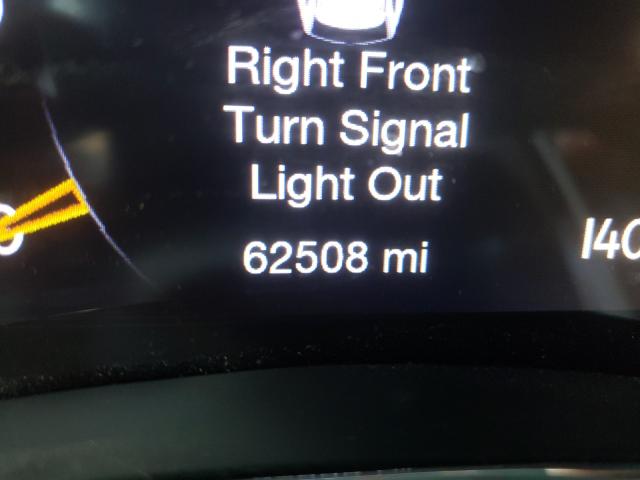 Right Front
Turn Signal
Light Out
62508 mi
140